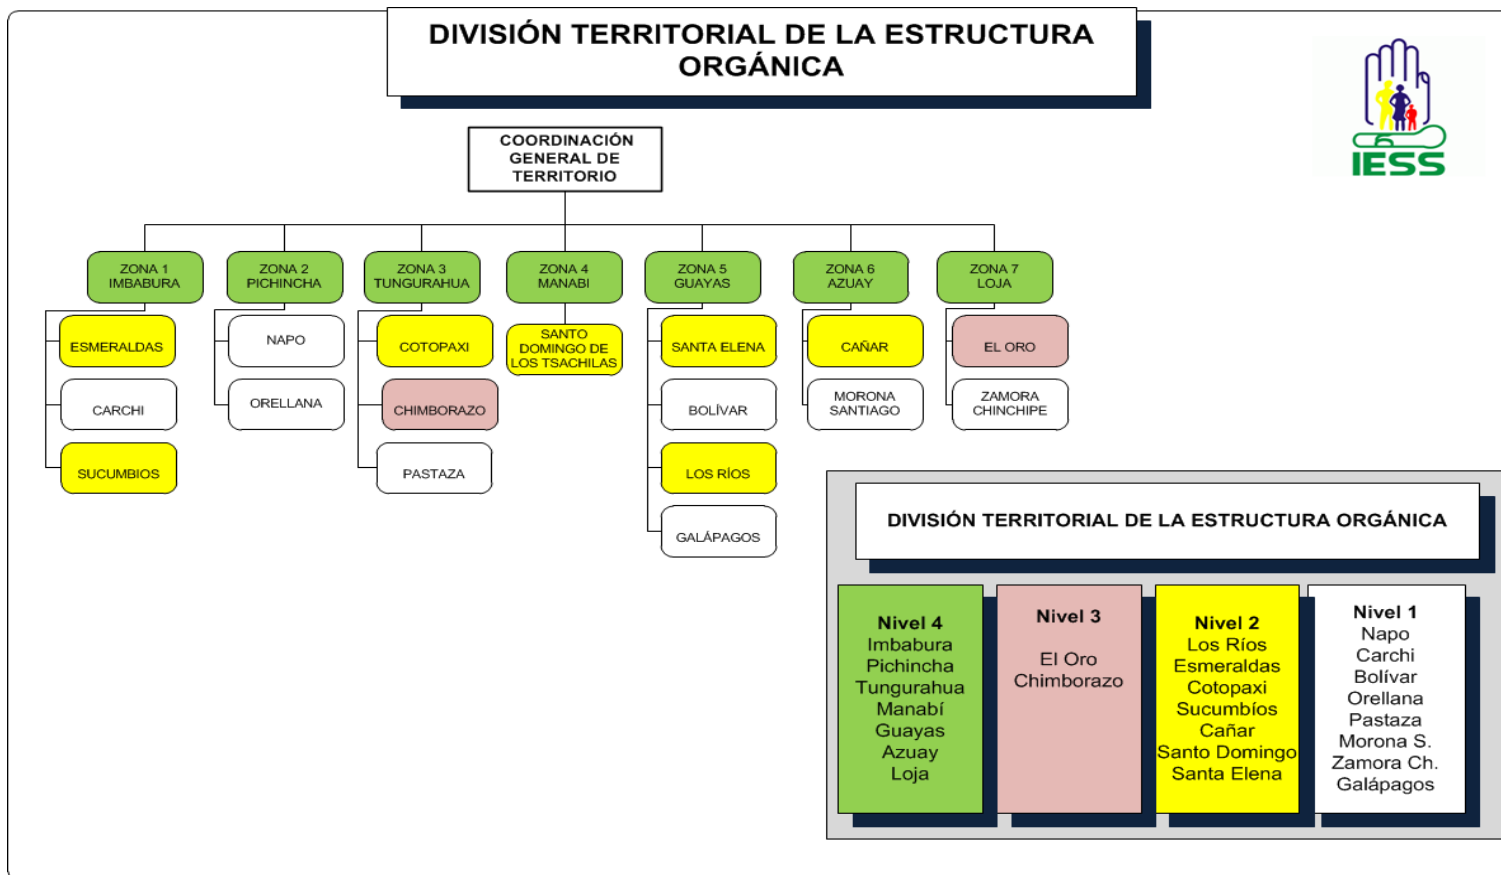 DIVISIÓN TERRITORIAL DE LA ESTRUCTURA
ORGÁNICA
IESS
COORDINACIÓN
GENERAL DE
TERRITORIO
ZONA 1
IMBABURA
ZONA 2
PICHINCHA
ZONA 3
TUNGURAHUA
ZONA 4
MANABI
ZONA 5
GUAYAS
ZONA 6
AZUAY
ZONA 7
LOJA
ESMERALDAS
CARCHI
SUCUMBIOS
NAPO
ORELLANA
COTOPAXI
CHIMBORAZO
PASTAZA
SANTO
DOMINGO DE
LOS TSACHILAS
SANTA ELENA
BOLÍVAR
LOS RÍOS
GALÁPAGOS
CAÑAR
MORONA
SANTIAGO
EL ORO
ZAMORA
CHINCHIPE
DIVISIÓN TERRITORIAL DE LA ESTRUCTURA ORGÁNICA
Nivel 4
Imbabura
Pichincha
Tungurahua
Manabí
Guayas
Azuay
Loja
Nivel 3
El Oro
Chimborazo
Nivel 2
Los Ríos
Esmeraldas
Cotopaxi
Sucumbíos
Cañar
Santo Domingo
Santa Elena
Nivel 1
Napo
Carchi
Bolívar
Orellana
Pastaza
Morona S.
Zamora Ch.
Galápagos